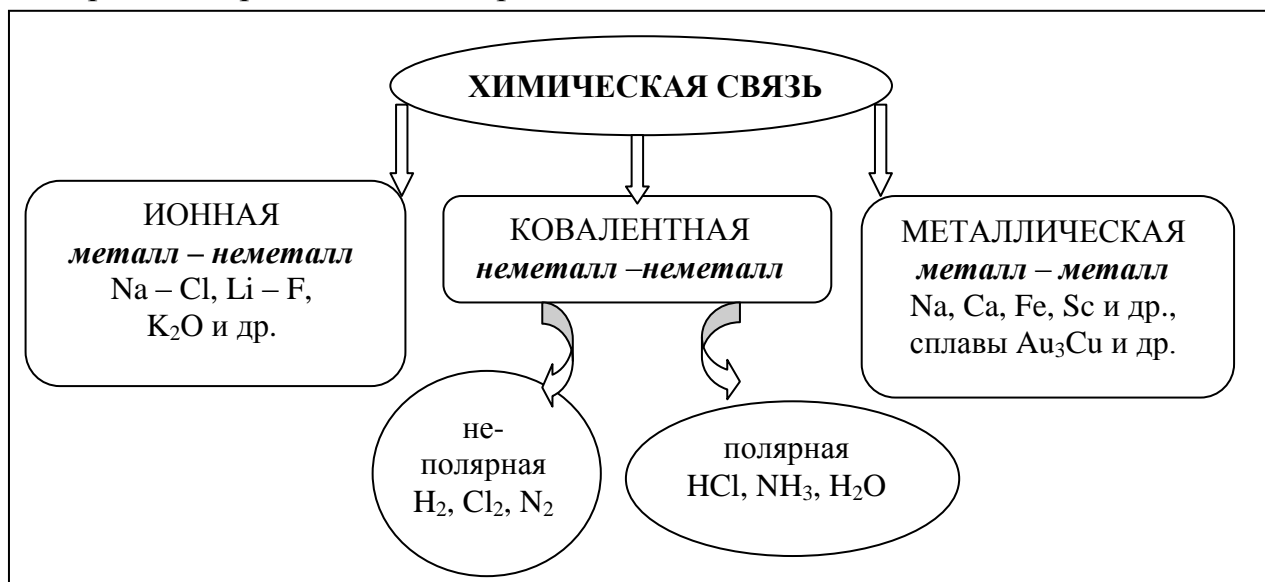 ХИМИЧЕСКАЯ СВЯЗЬ
ИОННАЯ
металл – неметалл
Na – Cl, Li – F,
K₂O и др.
КОВАЛЕНТНАЯ
неметалл –неметалл
МЕТАЛЛИЧЕСКАЯ
металл – металл
Na, Ca, Fe, Sc и др.,
сплавы Au₃Cu и др.
не-
полярная
H₂, Cl₂, N₂
полярная
HCl, NH₃, H₂O